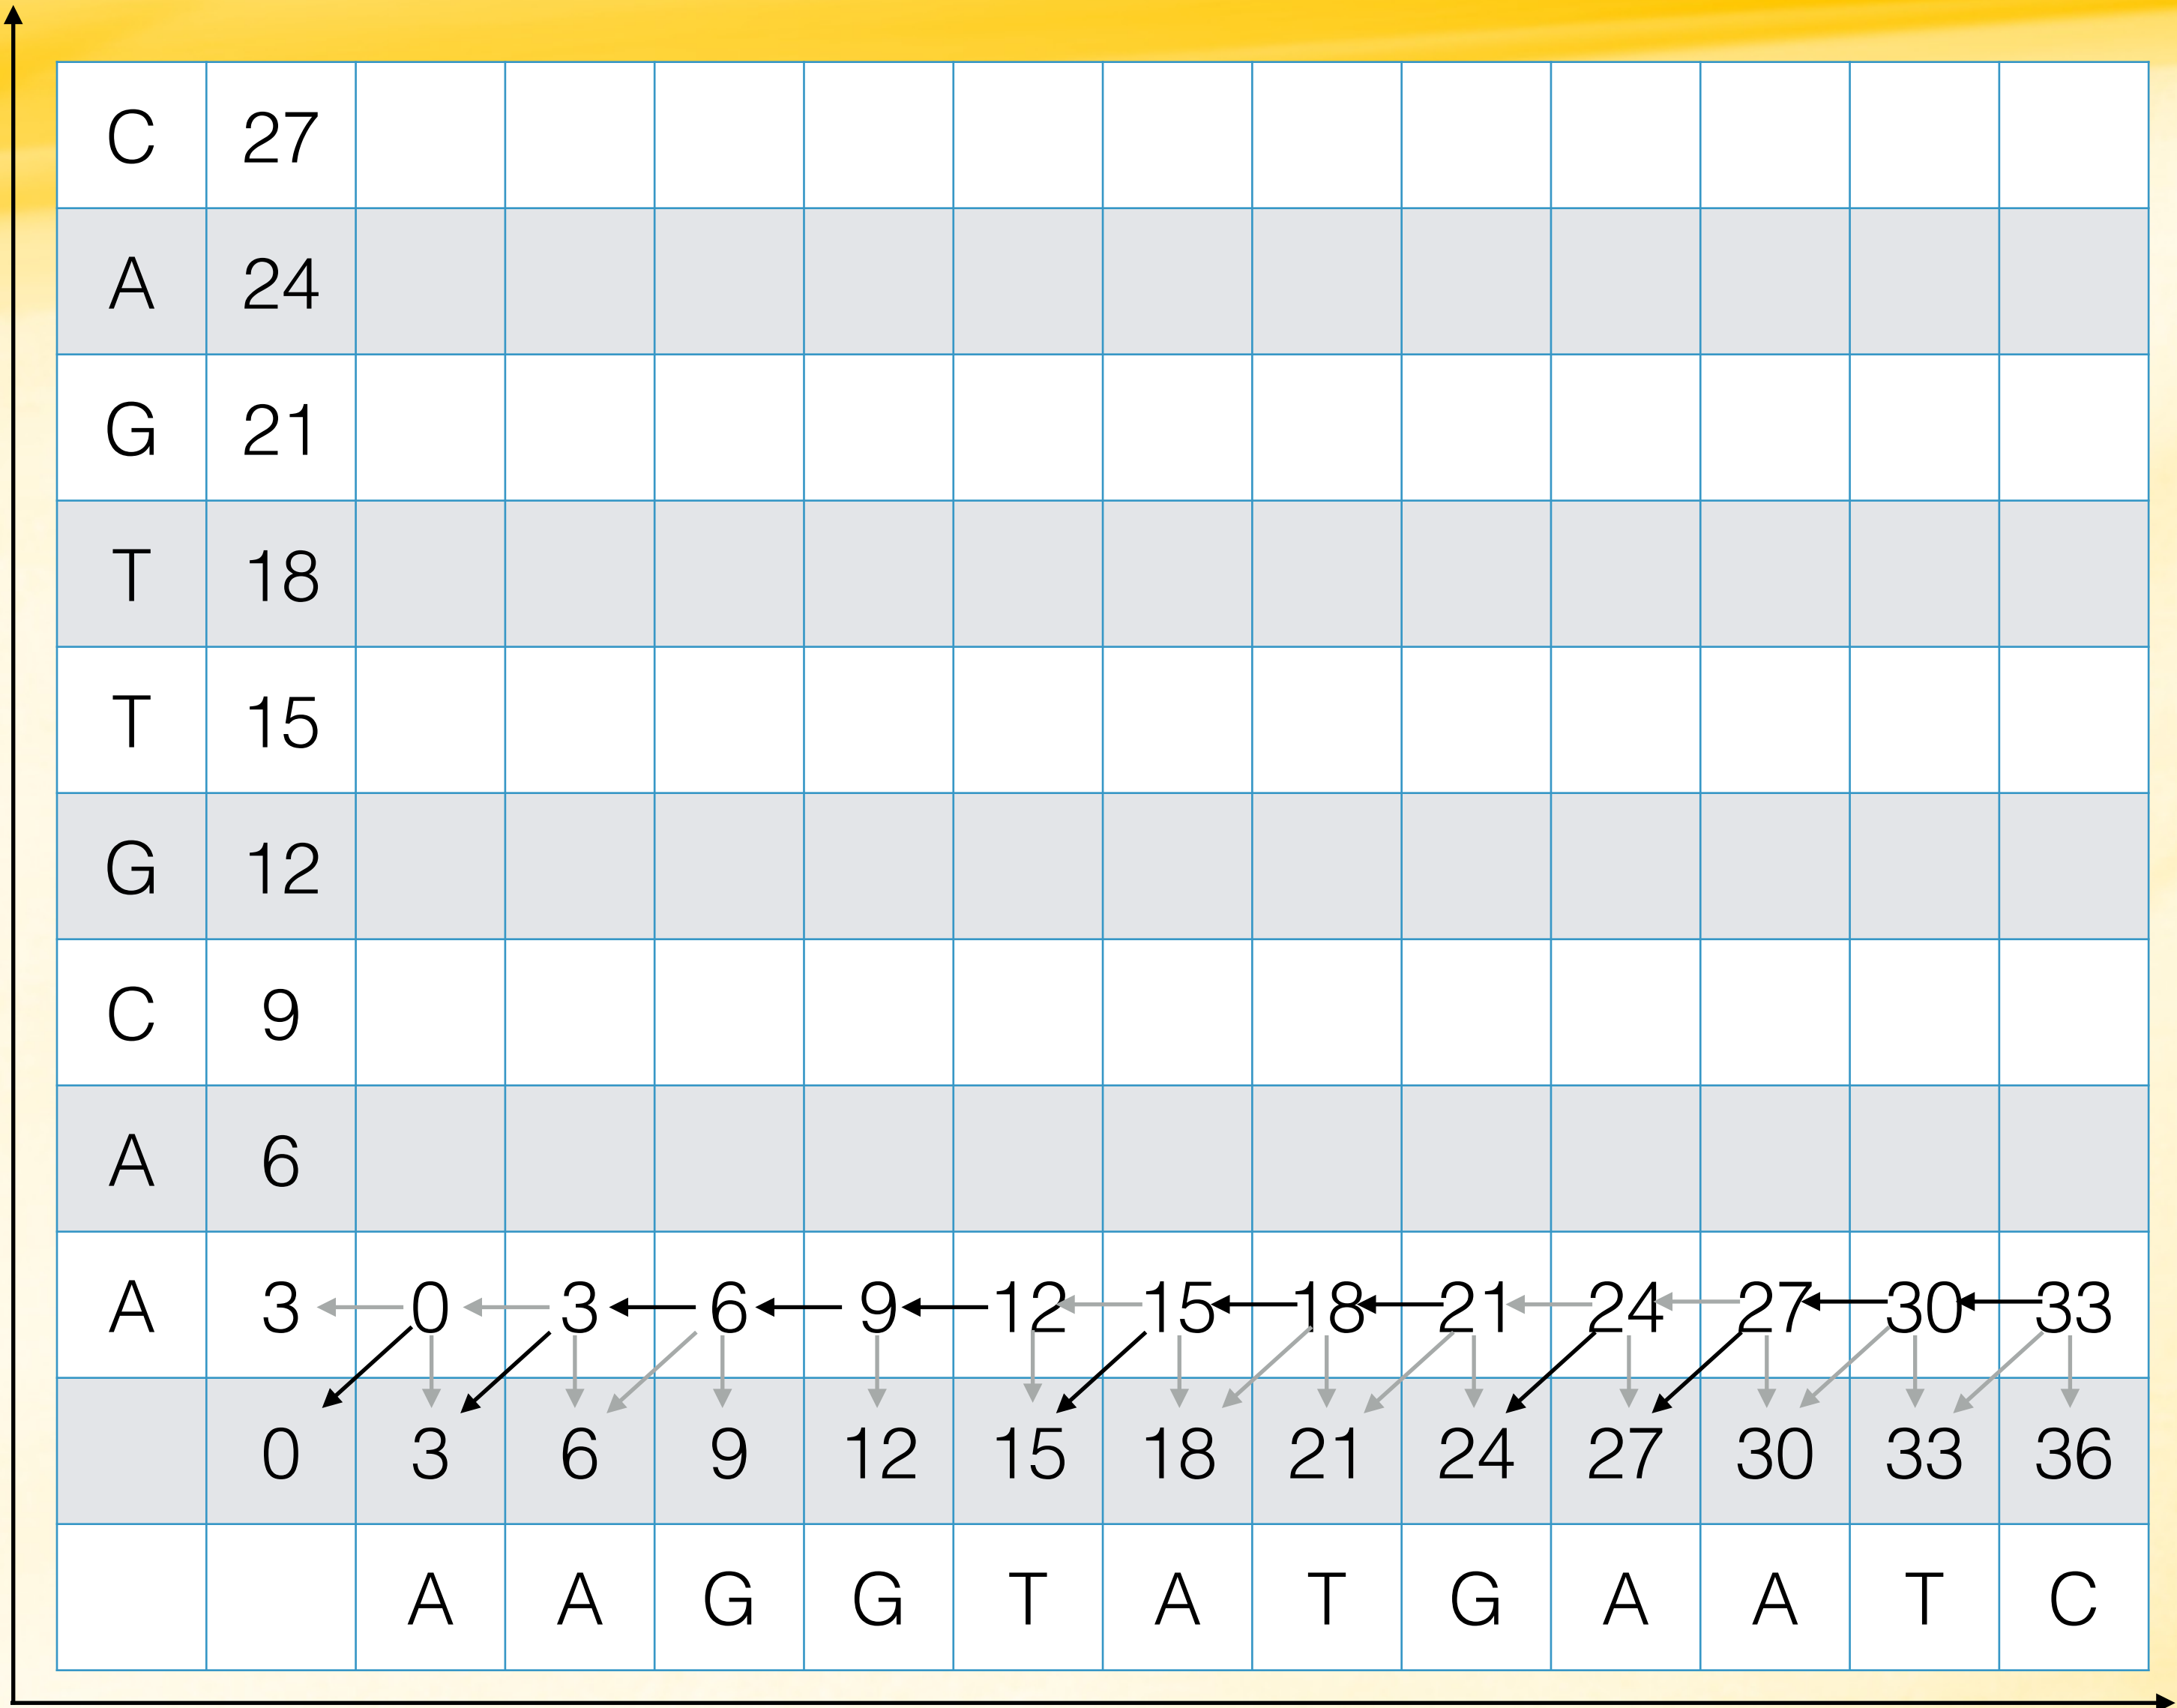 C 27
A 24
G 21
T 18
T 15
G 12
C 9
A 6
A 3 0 3 6 9 12 15 18 21 24 27 30 33
0 3 6 9 12 15 18 21 24 27 30 33 36
A A G G T A T G A A T C